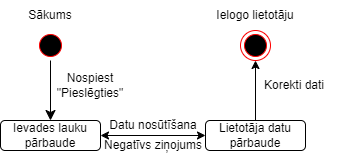 Sākums
Ielogo lietotāju
Nospiest
"Pieslēgties"
Korekti dati
Ievades lauku
pārbaude
Datu nosūtīšana
Negatīvs ziņojums
Lietotāja datu
pārbaude